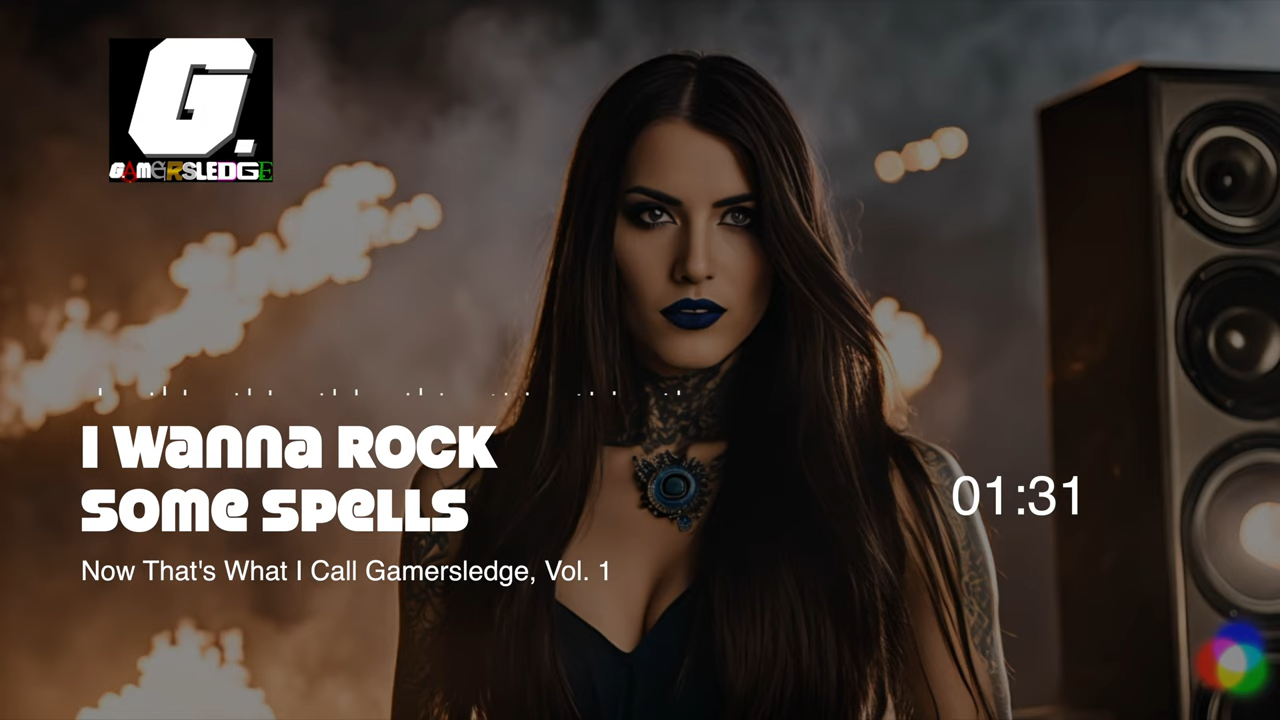 G.
GAMERSLEDGE
I Wanna Rock
Some Spells
01:31
Now That's What I Call Gamersledge, Vol. 1